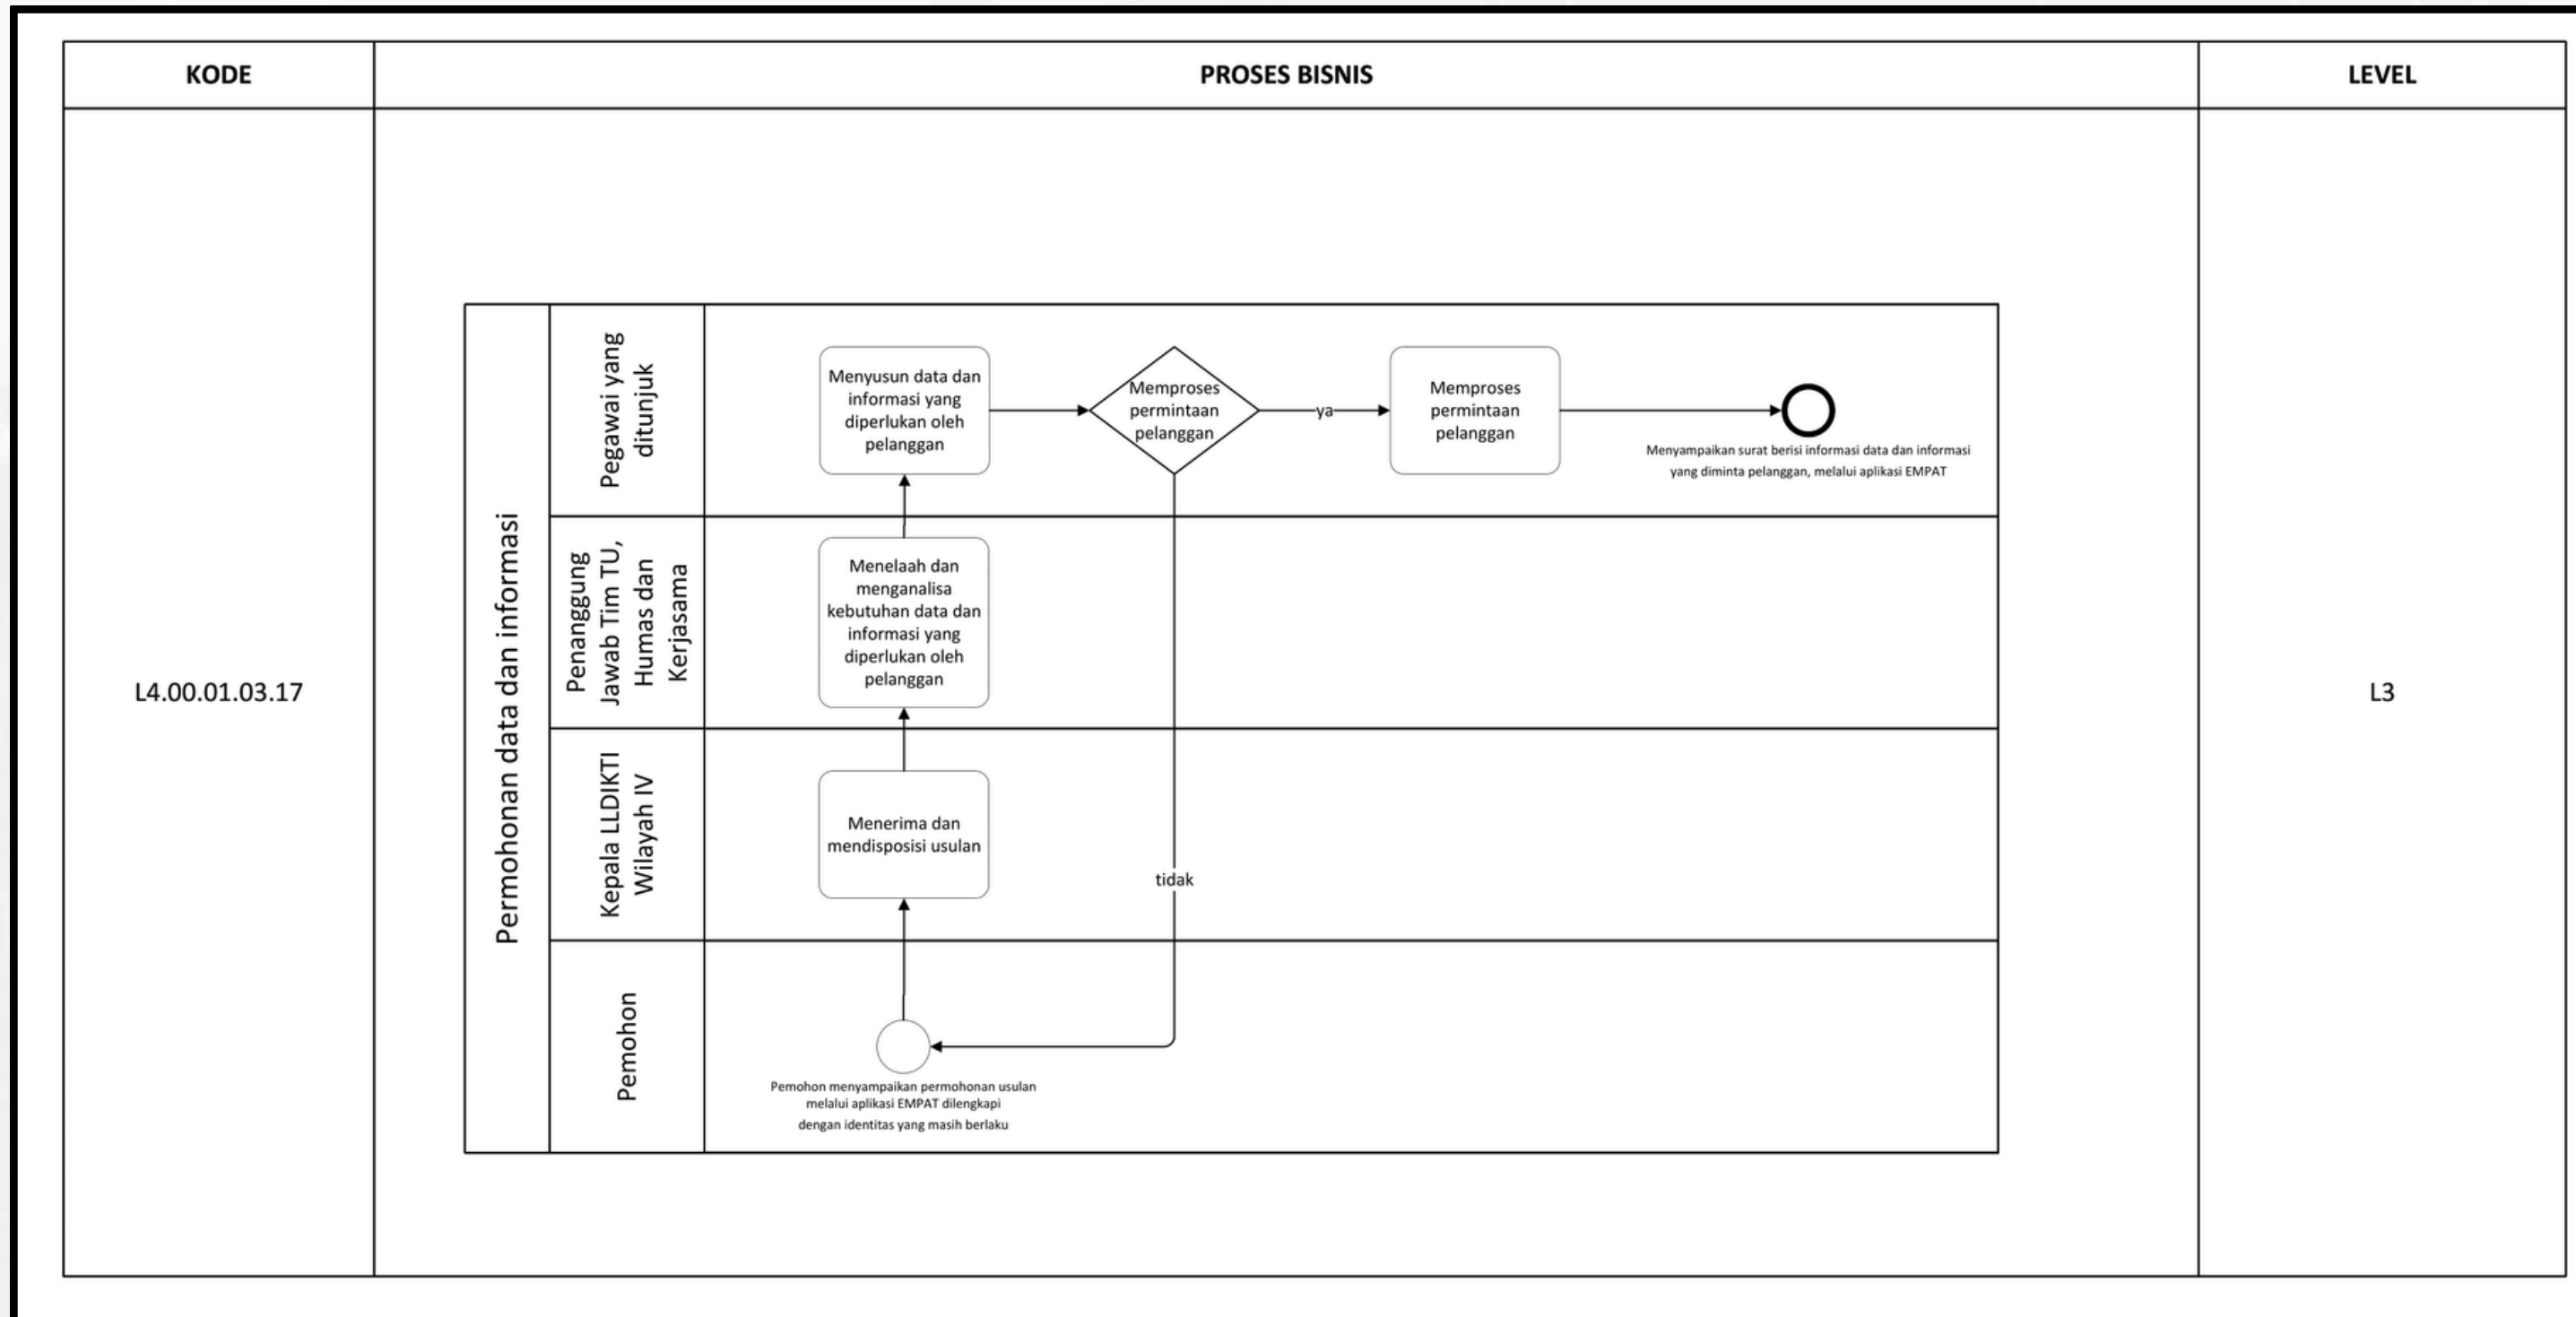 KODE
PROSES BISNIS
LEVEL
L4.00.01.03.17
Permohonan data dan informasi
Pegawai yang
ditunjuk
Menyusun data dan
informasi yang
diperlukan oleh
pelanggan
Memproses
permintaan
pelanggan
ya
Memproses
permintaan
pelanggan
Menyampaikan surat berisi informasi data dan informasi
yang diminta pelanggan, melalui aplikasi EMPAT
Penanggung
Jawab Tim TU,
Humas dan
Kerjasama
Menelaah dan
menganalisa
kebutuhan data dan
informasi yang
diperlukan oleh
pelanggan
Kepala LLDIKTI
Wilayah IV
Menerima dan
mendisposisi usulan
tidak
Pemohon
Pemohon menyampaikan permohonan usulan
melalui aplikasi EMPAT dilengkapi
dengan identitas yang masih berlaku
L3